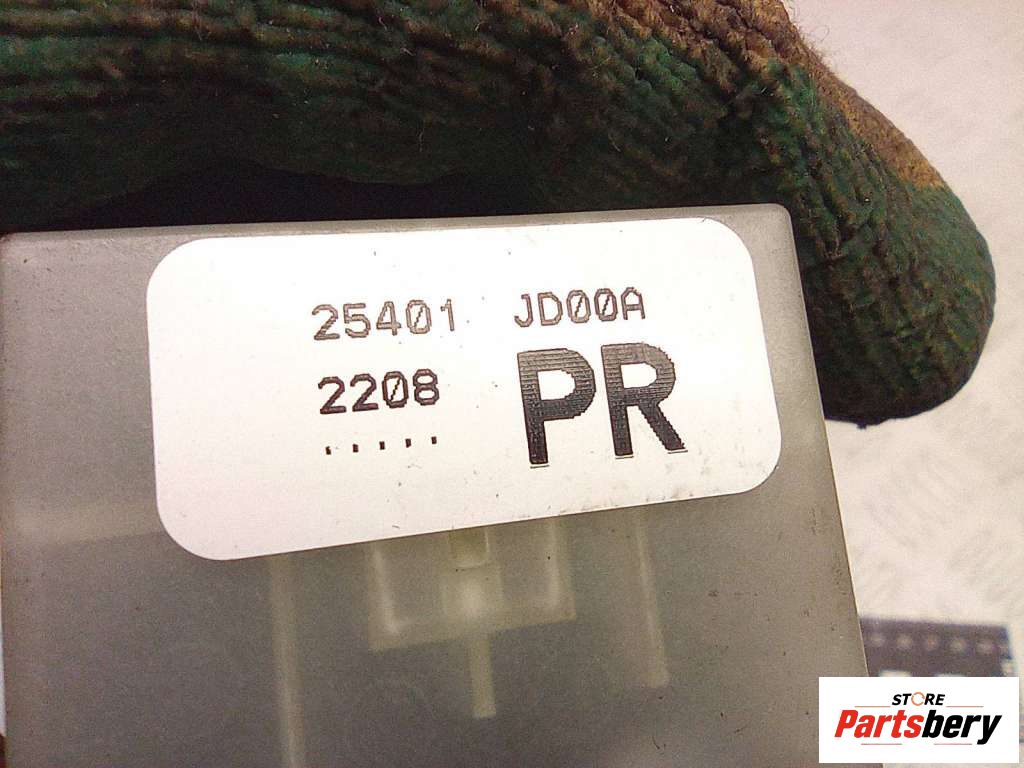 25401 JD00A
2208 PR
.....
STORE
Partsbery